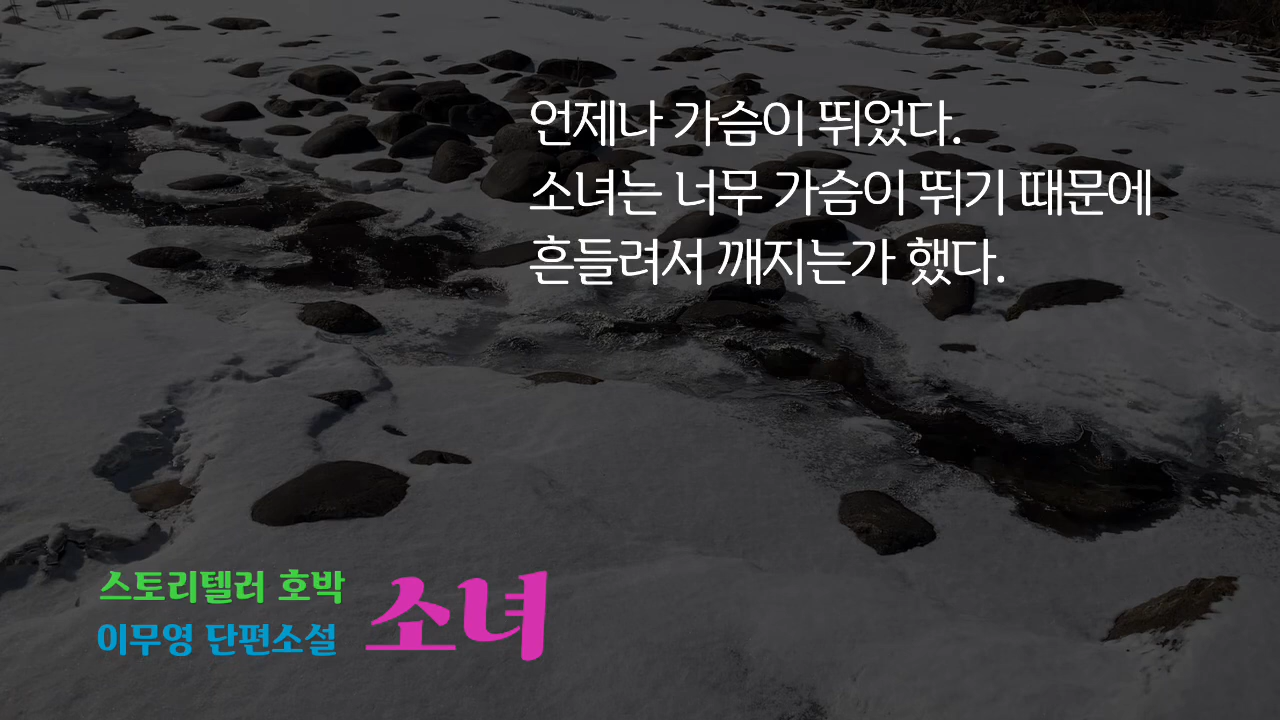 언제나 가슴이 뛰었다.
소녀는 너무 가슴이 뛰기 때문에
흔들려서 깨지는가 했다.
스토리텔러 호박
이무영 단편소설
소녀